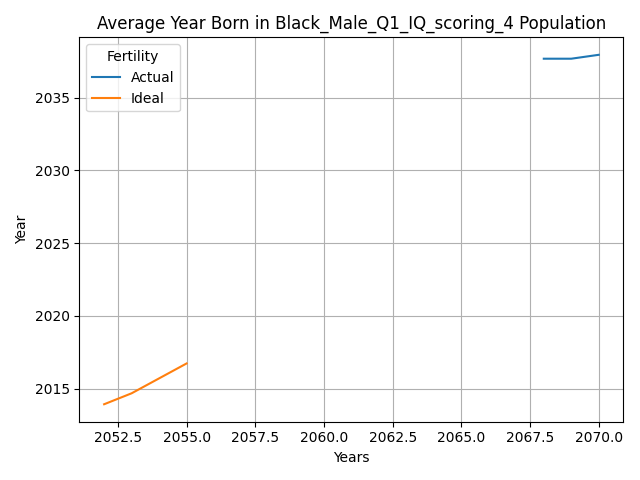 Average Year Born in Black_Male_Q1_IQ_scoring_4 Population
Fertility
Actual
Ideal
2035
2030
2025
2020
2015
Year
2052.5 2055.0 2057.5 2060.0 2062.5 2065.0 2067.5 2070.0
Years